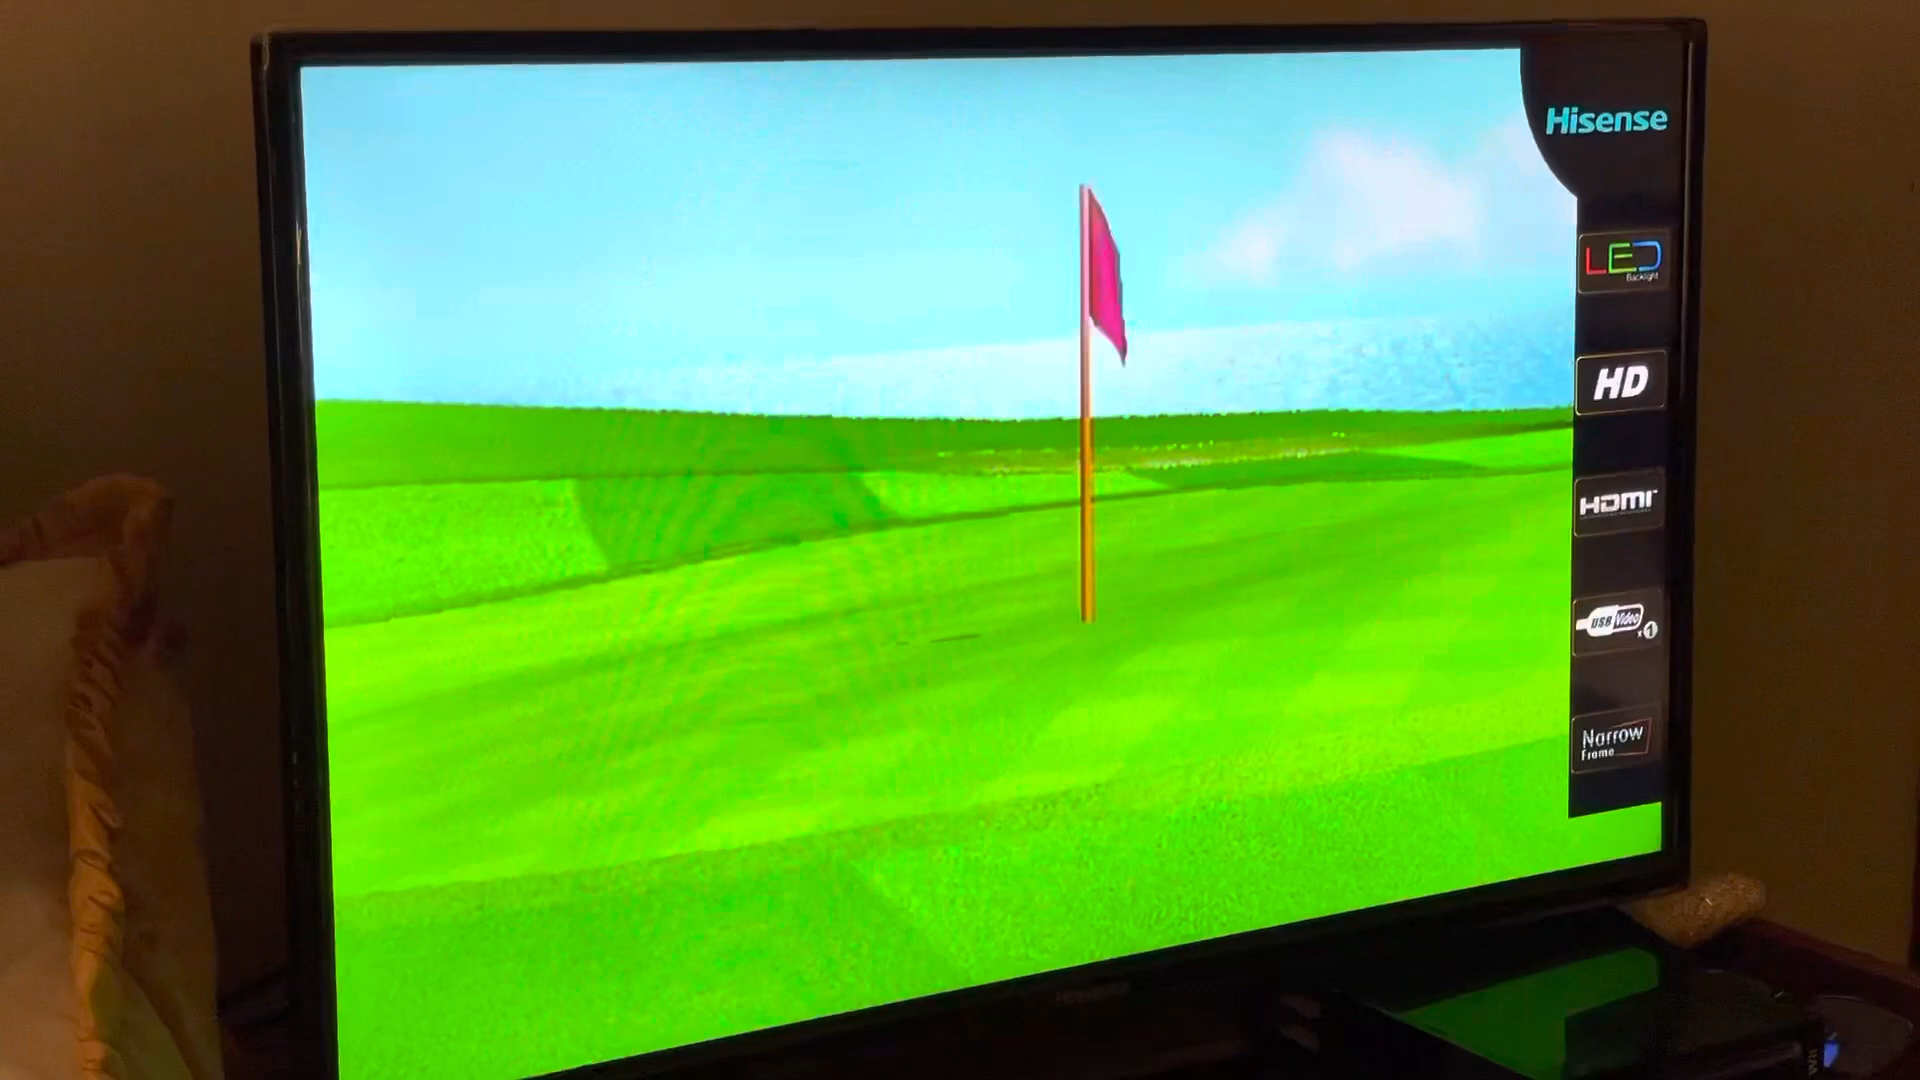 Hisense
LED
Backlight
HD
HDMI
USB Video
x1
Narrow
Frame